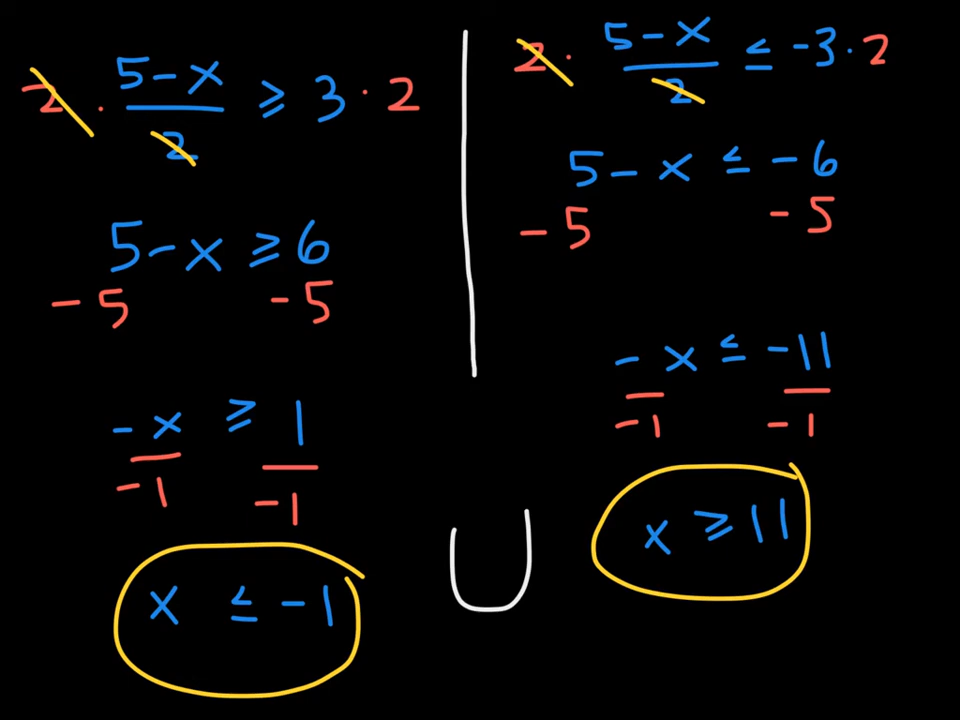 2 · (5 - x)/2 ≥ 3 · 2
5 - x ≥ 6
- 5 - 5
- x ≥ 1
-1 -1
x ≤ -1
∪
2 · (5 - x)/2 ≤ -3 · 2
5 - x ≤ -6
- 5 - 5
- x ≤ -11
-1 -1
x ≥ 11